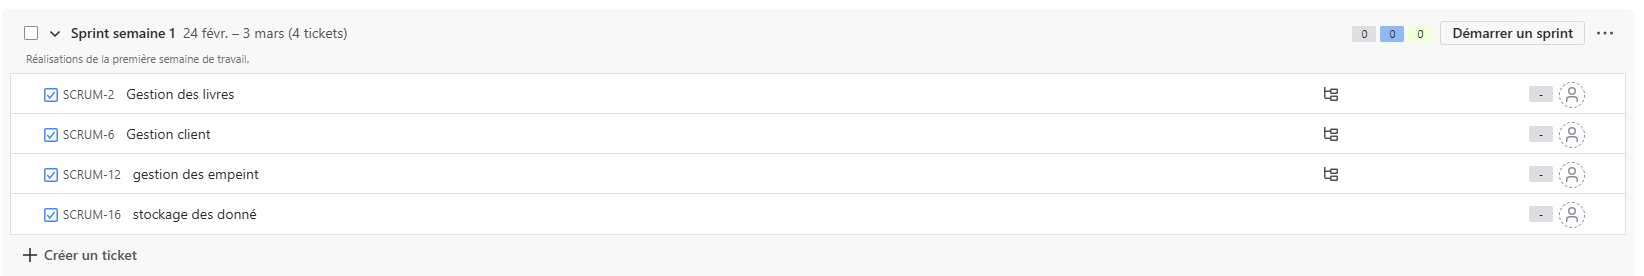 Sprint semaine 1 24 févr. – 3 mars (4 tickets) 0 0 0 Démarrer un sprint
Réalisations de la première semaine de travail.
SCRUM-2 Gestion des livres -
SCRUM-6 Gestion client -
SCRUM-12 gestion des empeint -
SCRUM-16 stockage des donné -
Créer un ticket